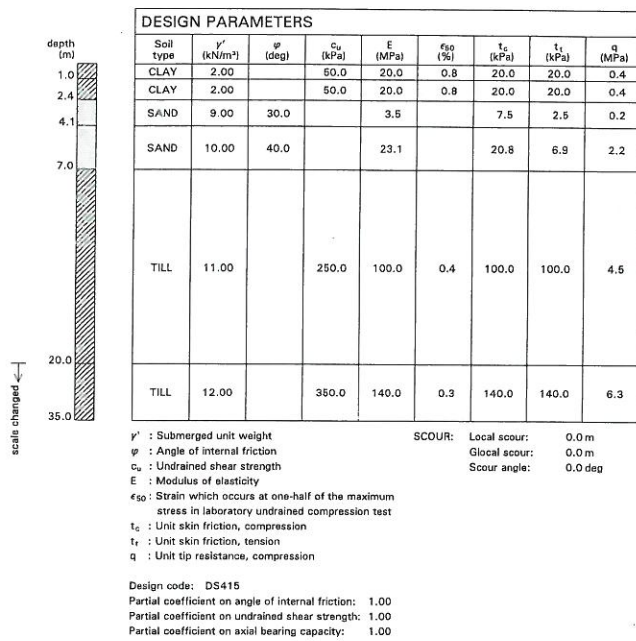 DESIGN PARAMETERS
depth (m)
Soil type γ' (kN/m³) φ (deg) cu (kPa) E (MPa) ε50 (%) tc (kPa) tt (kPa) q (MPa)
CLAY 2.00 50.0 20.0 0.8 20.0 20.0 0.4
1.0
CLAY 2.00 50.0 20.0 0.8 20.0 20.0 0.4
2.4
SAND 9.00 30.0 3.5 7.5 2.5 0.2
4.1
SAND 10.00 40.0 23.1 20.8 6.9 2.2
7.0
TILL 11.00 250.0 100.0 0.4 100.0 100.0 4.5
20.0
scale changed
TILL 12.00 350.0 140.0 0.3 140.0 140.0 6.3
35.0
γ' : Submerged unit weight
φ : Angle of internal friction
cu : Undrained shear strength
E : Modulus of elasticity
ε50 : Strain which occurs at one-half of the maximum
stress in laboratory undrained compression test
tc : Unit skin friction, compression
tt : Unit skin friction, tension
q : Unit tip resistance, compression
SCOUR: Local scour: 0.0 m
Glocal scour: 0.0 m
Scour angle: 0.0 deg
Design code: DS415
Partial coefficient on angle of internal friction: 1.00
Partial coefficient on undrained shear strength: 1.00
Partial coefficient on axial bearing capacity: 1.00